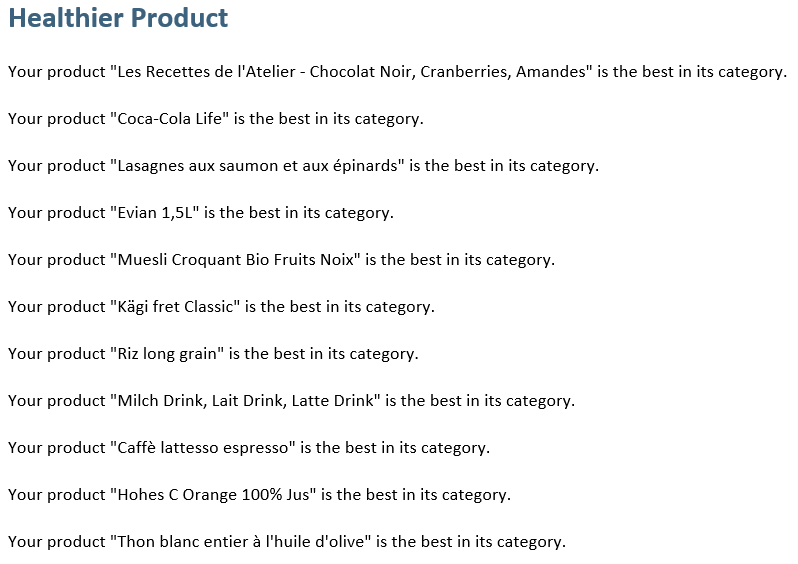 Healthier Product
Your product "Les Recettes de l'Atelier - Chocolat Noir, Cranberries, Amandes" is the best in its category.
Your product "Coca-Cola Life" is the best in its category.
Your product "Lasagnes aux saumon et aux épinards" is the best in its category.
Your product "Evian 1,5L" is the best in its category.
Your product "Muesli Croquant Bio Fruits Noix" is the best in its category.
Your product "Kägi fret Classic" is the best in its category.
Your product "Riz long grain" is the best in its category.
Your product "Milch Drink, Lait Drink, Latte Drink" is the best in its category.
Your product "Caffè lattesso espresso" is the best in its category.
Your product "Hohes C Orange 100% Jus" is the best in its category.
Your product "Thon blanc entier à l'huile d'olive" is the best in its category.